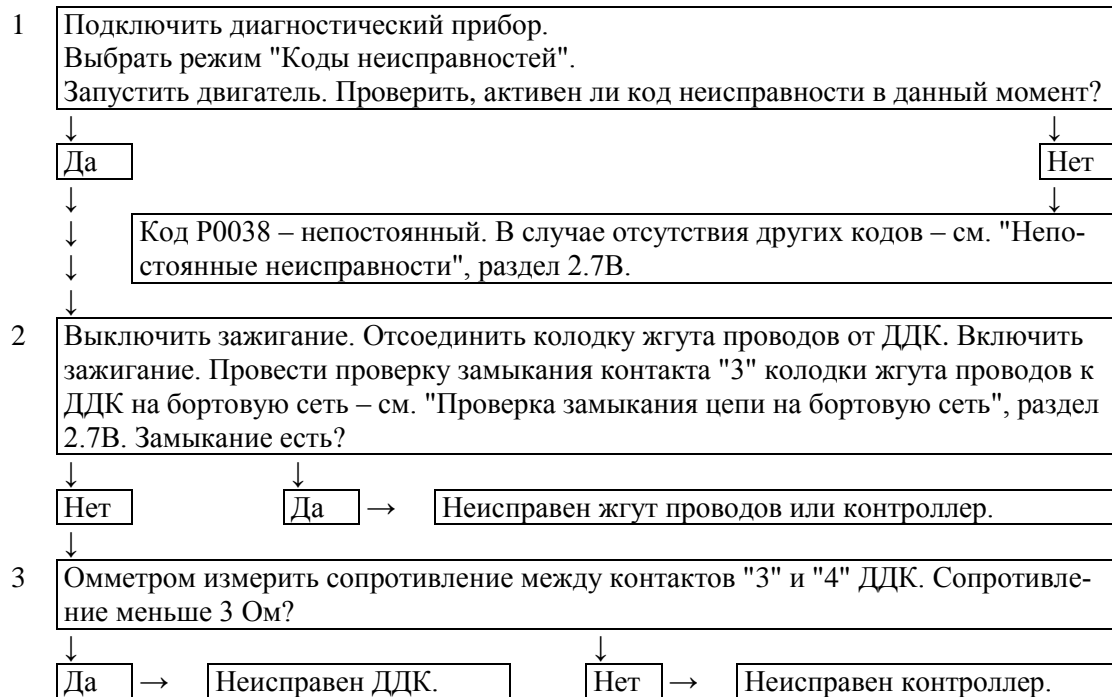 1 Подключить диагностический прибор.
Выбрать режим "Коды неисправностей".
Запустить двигатель. Проверить, активен ли код неисправности в данный момент?
↓ ↓
Да Нет
↓ ↓
↓ Код Р0038 – непостоянный. В случае отсутствия других кодов – см. "Непо-
↓ стоянные неисправности", раздел 2.7В.
↓
2 Выключить зажигание. Отсоединить колодку жгута проводов от ДДК. Включить
зажигание. Провести проверку замыкания контакта "3" колодки жгута проводов к
ДДК на бортовую сеть – см. "Проверка замыкания цепи на бортовую сеть", раздел
2.7В. Замыкание есть?
↓ ↓
Нет Да → Неисправен жгут проводов или контроллер.
↓
3 Омметром измерить сопротивление между контактов "3" и "4" ДДК. Сопротивле-
ние меньше 3 Ом?
↓ ↓
Да → Неисправен ДДК. Нет → Неисправен контроллер.